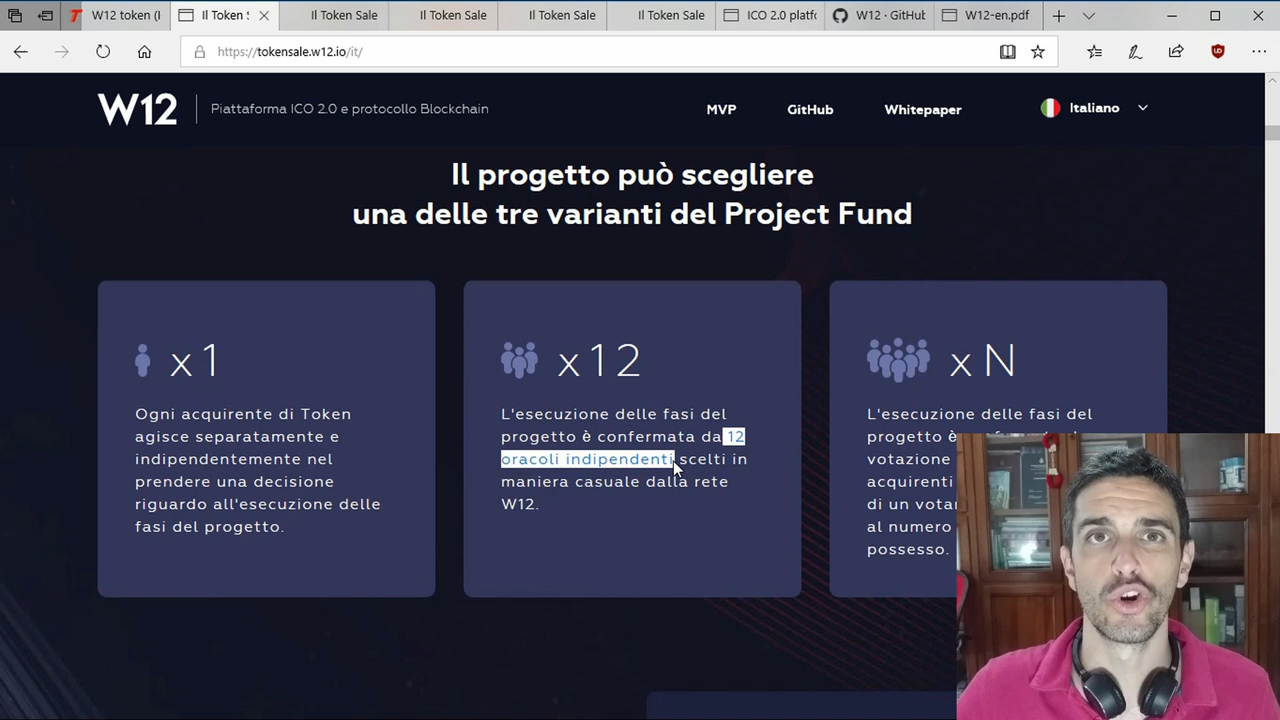 W12 token (I
Il Token S
Il Token Sale
Il Token Sale
Il Token Sale
Il Token Sale
ICO 2.0 platfo
W12 · GitHub
W12-en.pdf
https://tokensale.w12.io/it/
W12
Piattaforma ICO 2.0 e protocollo Blockchain
MVP
GitHub
Whitepaper
Italiano
Il progetto può scegliere
una delle tre varianti del Project Fund
x1
Ogni acquirente di Token
agisce separatamente e
indipendentemente nel
prendere una decisione
riguardo all'esecuzione delle
fasi del progetto.
x12
L'esecuzione delle fasi del
progetto è confermata da 12
oracoli indipendenti scelti in
maniera casuale dalla rete
W12.
xN
L'esecuzione delle fasi del
progetto è
votazione
acquirenti
di un vota
al numero
possesso.